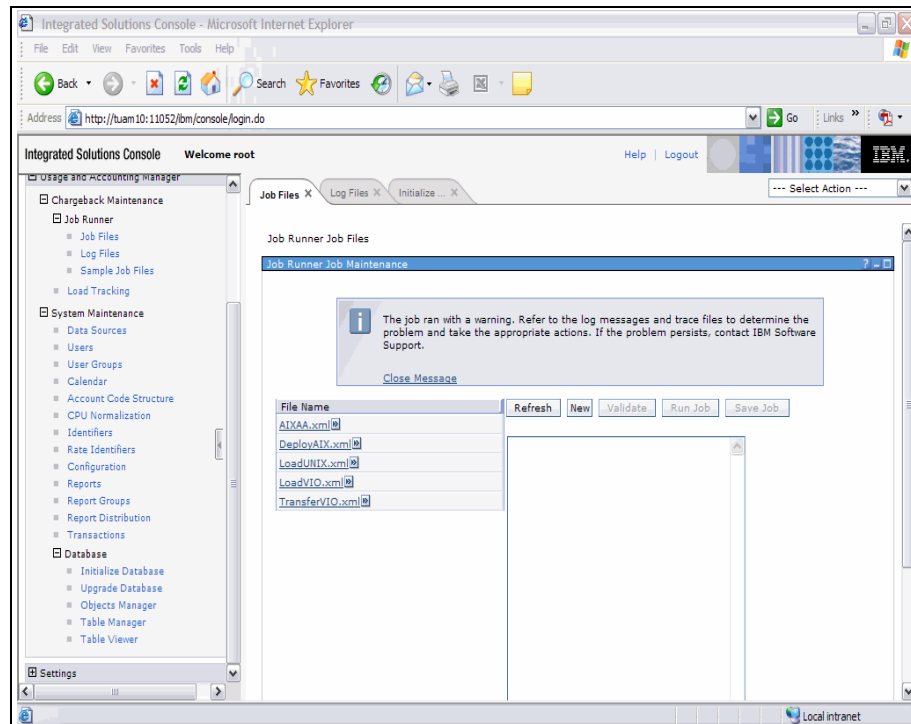 Integrated Solutions Console - Microsoft Internet Explorer
File Edit View Favorites Tools Help
Back Search Favorites
Address http://tuam10:11052/ibm/console/login.do Go Links »
Integrated Solutions Console Welcome root Help | Logout IBM.
Usage and Accounting Manager
Chargeback Maintenance
Job Runner
Job Files
Log Files
Sample Job Files
Load Tracking
System Maintenance
Data Sources
Users
User Groups
Calendar
Account Code Structure
CPU Normalization
Identifiers
Rate Identifiers
Configuration
Reports
Report Groups
Report Distribution
Transactions
Database
Initialize Database
Upgrade Database
Objects Manager
Table Manager
Table Viewer
Settings
Job Files X Log Files X Initialize ... X --- Select Action ---
Job Runner Job Files
Job Runner Job Maintenance ?
The job ran with a warning. Refer to the log messages and trace files to determine the
problem and take the appropriate actions. If the problem persists, contact IBM Software
Support.
Close Message
File Name
AIXAA.xml
DeployAIX.xml
LoadUNIX.xml
LoadVIO.xml
TransferVIO.xml
Refresh New Validate Run Job Save Job
Local intranet